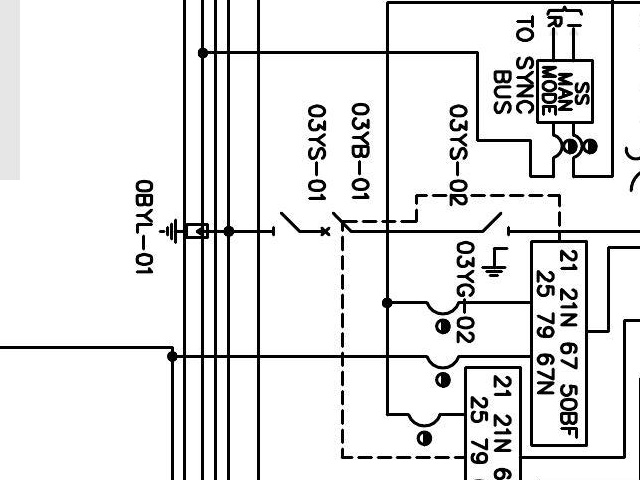 R I
TO SYNC
BUS
SS
MAN
MODE
03YS-01
03YB-01
03YS-02
0BYL-01
03YG-02
21 21N 67 50BF
25 79 67N
21 21N
25 79